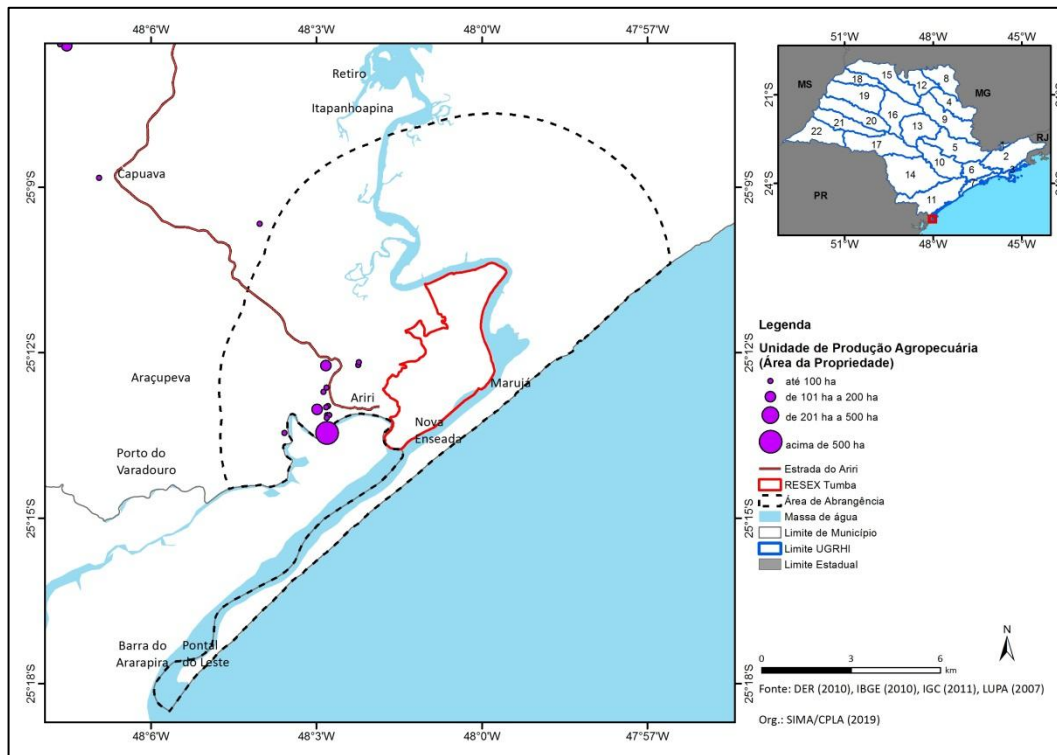 48°6'W
48°3'W
48°0'W
47°57'W
Retiro
Itapanhoapina
Capuava
25°9'S
25°9'S
25°12'S
25°12'S
Araçupeva
Ariri
Marujá
Nova
Enseada
Porto do
Varadouro
25°15'S
25°15'S
Barra do
Ararapira
Pontal
do Leste
25°18'S
25°18'S
48°6'W
48°3'W
48°0'W
47°57'W
51°W
48°W
45°W
21°S
24°S
MS
MG
RJ
PR
18
15
12
8
19
4
16
9
22
21
20
13
17
5
10
6
2
14
11
51°W
48°W
45°W
Legenda
Unidade de Produção Agropecuária
(Área da Propriedade)
até 100 ha
de 101 ha a 200 ha
de 201 ha a 500 ha
acima de 500 ha
Estrada do Ariri
RESEX Tumba
Área de Abrangência
Massa de água
Limite de Município
Limite UGRHI
Limite Estadual
N
0 3 6
km
Fonte: DER (2010), IBGE (2010), IGC (2011), LUPA (2007)
Org.: SIMA/CPLA (2019)